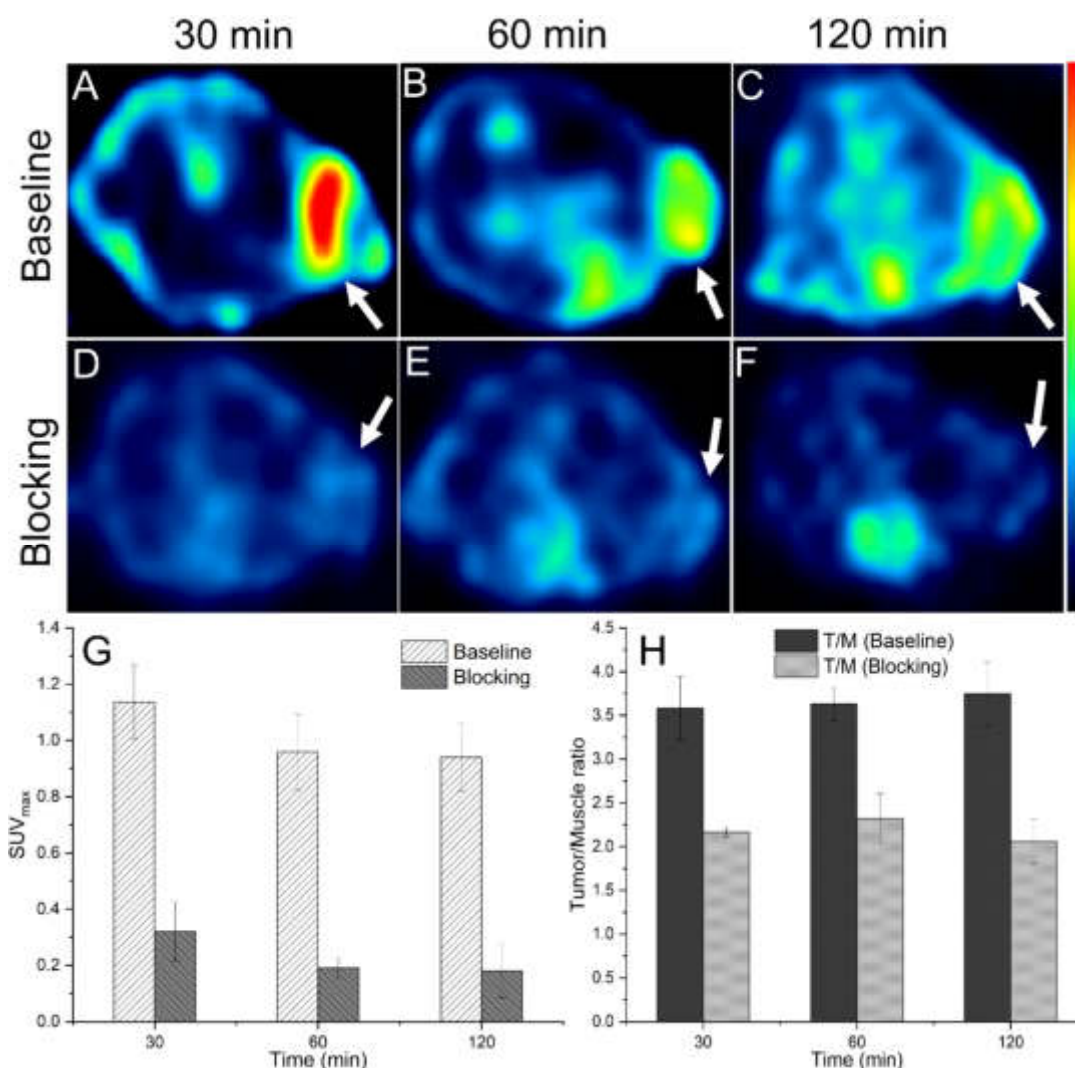 30 min 60 min 120 min
Baseline
A B C
Blocking
D E F
G
Baseline
Blocking
1.4
1.2
1.0
0.8
0.6
0.4
0.2
0.0
SUVmax
30 60 120
Time (min)
H
T/M (Baseline)
T/M (Blocking)
4.5
4.0
3.5
3.0
2.5
2.0
1.5
1.0
0.5
0.0
Tumor/Muscle ratio
30 60 120
Time (min)